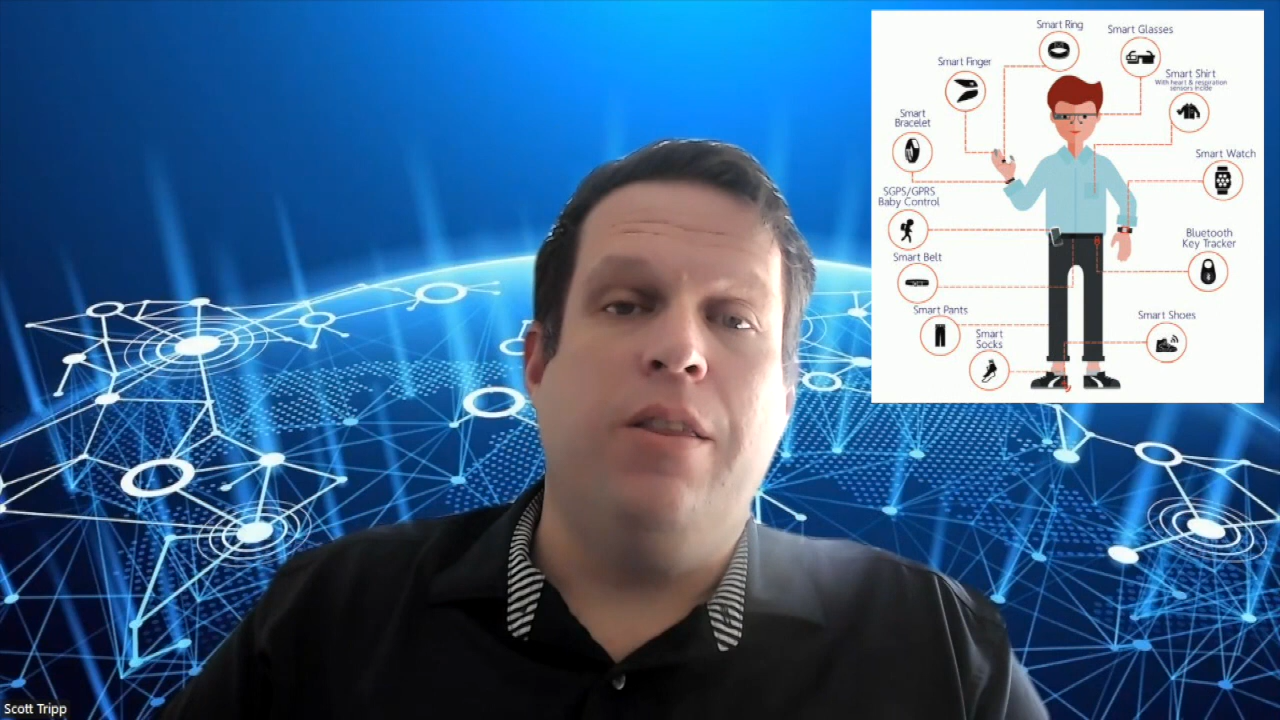 Smart Ring
Smart Glasses
Smart Finger
Smart Shirt
With heart & respiration
sensors incide
Smart
Bracelet
Smart Watch
SGPS/GPRS
Baby Control
Bluetooth
Key Tracker
Smart Belt
Smart Pants
Smart
Socks
Smart Shoes
Scott Tripp